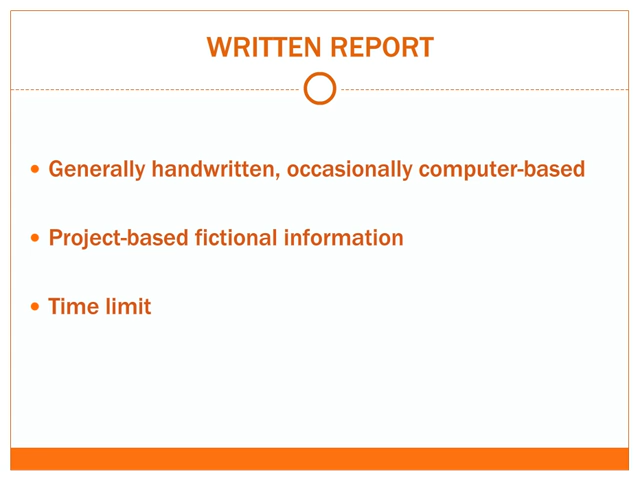 WRITTEN REPORT
• Generally handwritten, occasionally computer-based
• Project-based fictional information
• Time limit